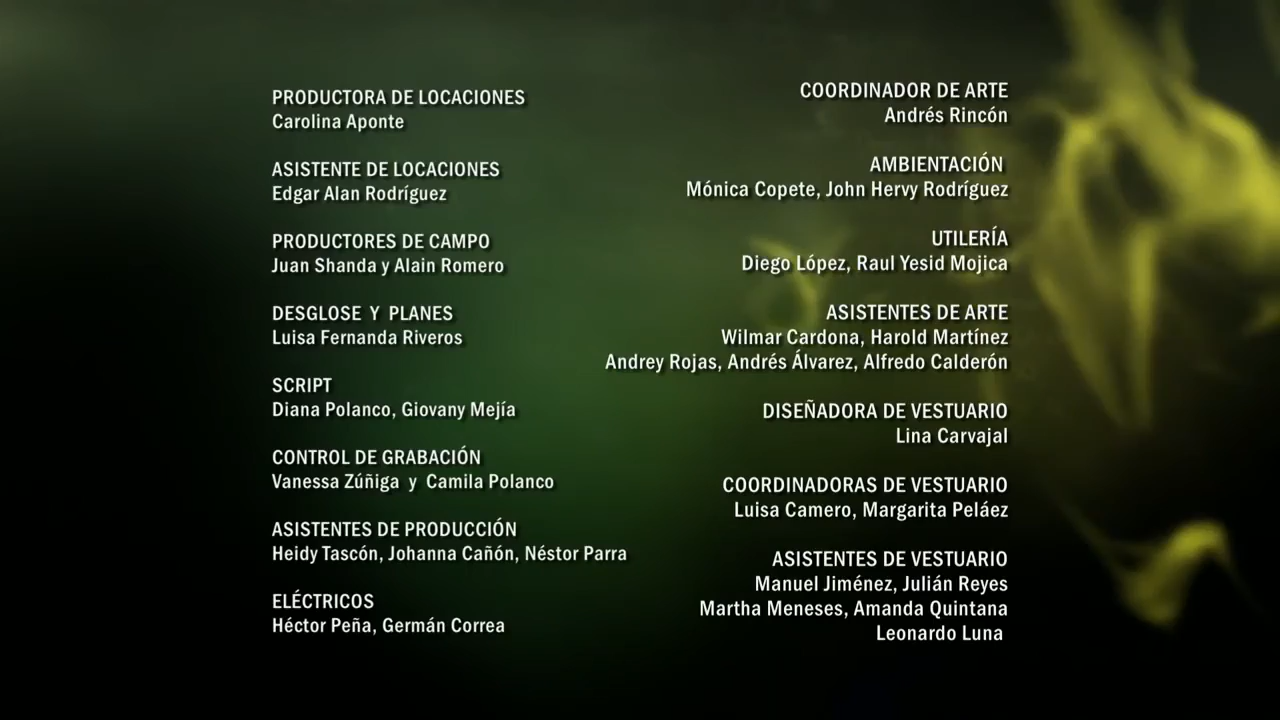 PRODUCTORA DE LOCACIONES
Carolina Aponte
ASISTENTE DE LOCACIONES
Edgar Alan Rodríguez
PRODUCTORES DE CAMPO
Juan Shanda y Alain Romero
DESGLOSE Y PLANES
Luisa Fernanda Riveros
SCRIPT
Diana Polanco, Giovany Mejía
CONTROL DE GRABACIÓN
Vanessa Zúñiga y Camila Polanco
ASISTENTES DE PRODUCCIÓN
Heidy Tascón, Johanna Cañón, Néstor Parra
ELÉCTRICOS
Héctor Peña, Germán Correa
COORDINADOR DE ARTE
Andrés Rincón
AMBIENTACIÓN
Mónica Copete, John Hervy Rodríguez
UTILERÍA
Diego López, Raul Yesid Mojica
ASISTENTES DE ARTE
Wilmar Cardona, Harold Martínez
Andrey Rojas, Andrés Álvarez, Alfredo Calderón
DISEÑADORA DE VESTUARIO
Lina Carvajal
COORDINADORAS DE VESTUARIO
Luisa Camero, Margarita Peláez
ASISTENTES DE VESTUARIO
Manuel Jiménez, Julián Reyes
Martha Meneses, Amanda Quintana
Leonardo Luna